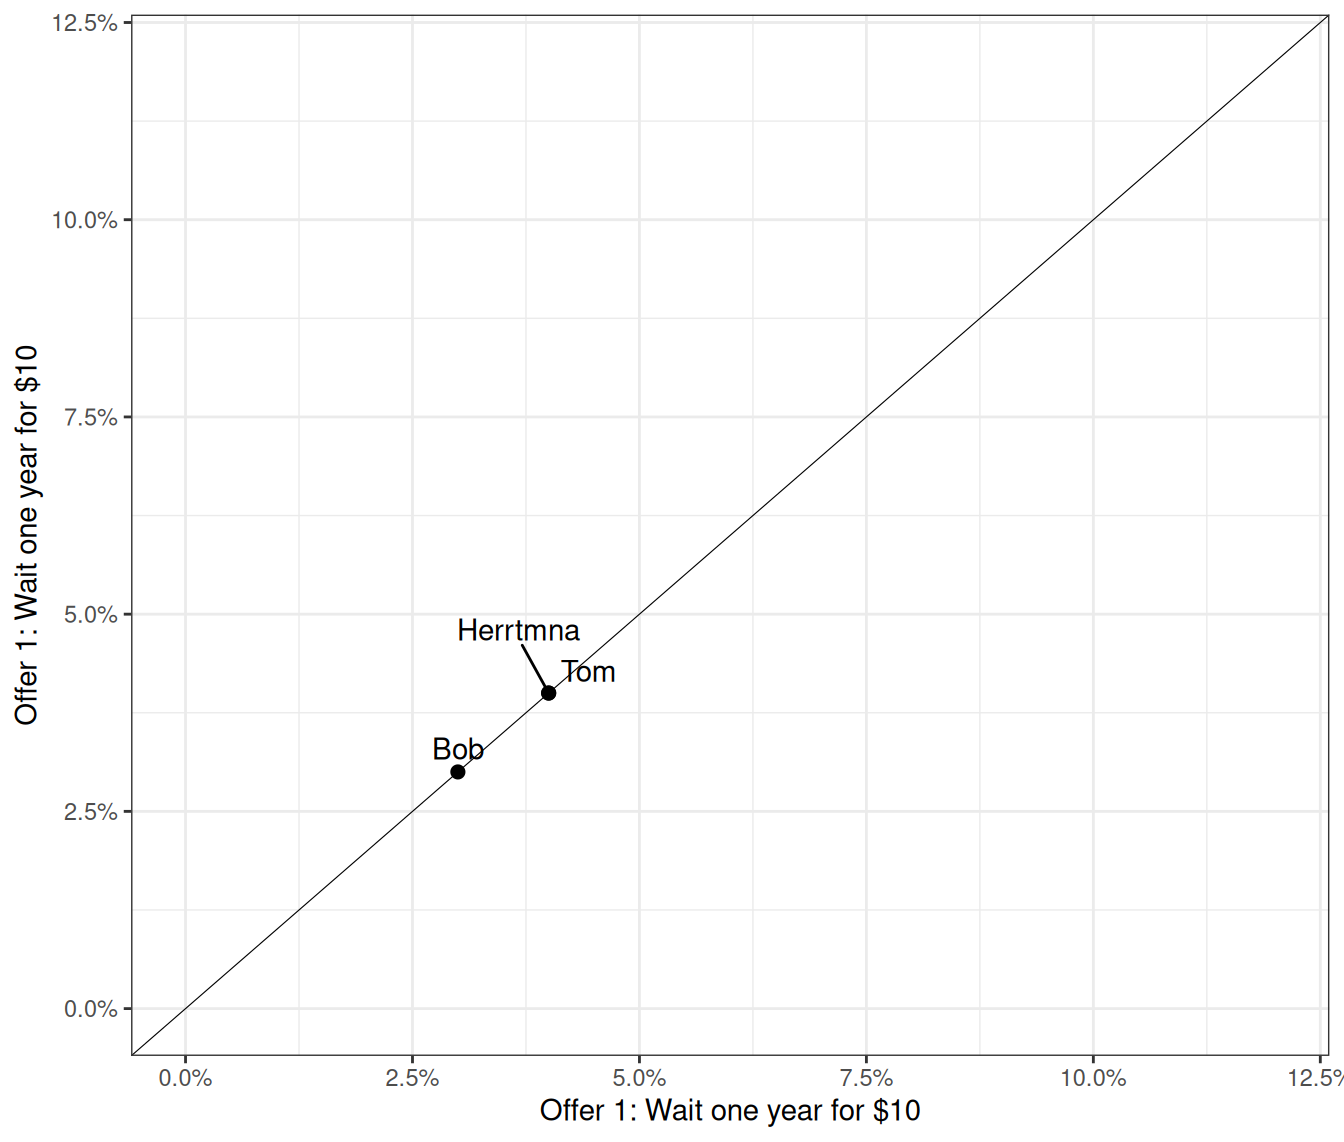 12.5%
10.0%
7.5%
5.0%
2.5%
0.0%
Offer 1: Wait one year for $10
Herrtmna
Tom
Bob
0.0%
2.5%
5.0%
7.5%
10.0%
12.5%
Offer 1: Wait one year for $10